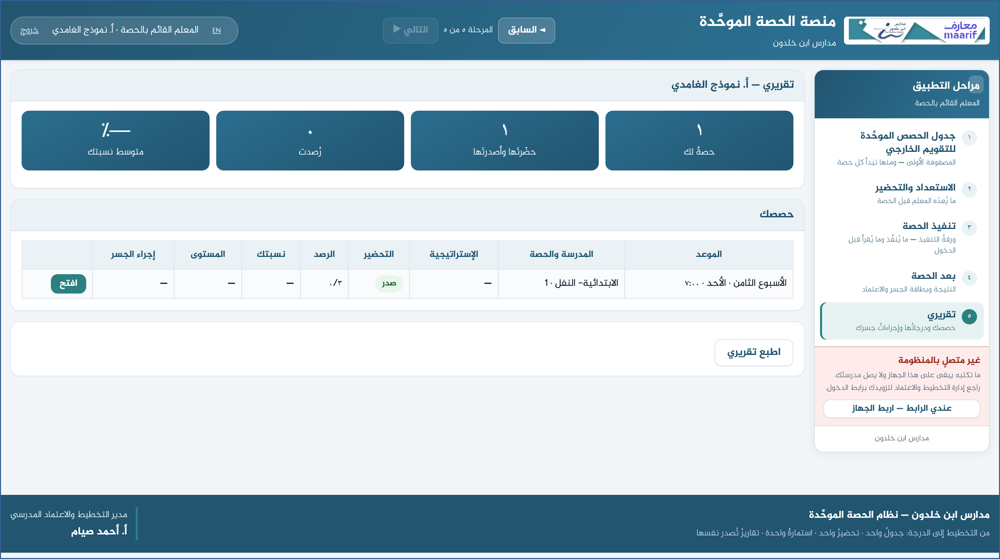 معارف
maarif
مدارس
ابن خلدون
Ibn Khaldoun Schools
منصة الحصة الموحَّدة
مدارس ابن خلدون
◄ السابق
المرحلة ٥ من ٥
التالي ▶
EN
المعلم القائم بالحصة · أ. نموذج الغامدي
خروج
مراحل التطبيق
المعلم القائم بالحصة
١
جدول الحصص الموحَّدة
للتقويم الخارجي
المصفوفة الأولى — ومنها تبدأ كل حصة
٢
الاستعداد والتحضير
ما يُعدّه المعلم قبل الحصة
٣
تنفيذ الحصة
ورقةُ التنفيذ — ما يُنفَّذ وما يُقرأ قبل
الدخول
٤
بعد الحصة
النتيجة وبطاقة الجسر والاعتماد
٥
تقريري
حصصك ودرجاتُها وإجراءاتُ جسرك
غير متصلٍ بالمنظومة
ما تكتبه يبقى على هذا الجهاز ولا يصل مدرستَك.
راجع إدارة التخطيط والاعتماد لتزويدك برابط الدخول.
عندي الرابط — اربط الجهاز
مدارس ابن خلدون
تقريري — أ. نموذج الغامدي
١
حصةً لك
١
حضّرتَها وأصدرتَها
٠
رُصدت
—٪
متوسط نسبتك
حصصك
الموعد
المدرسة والحصة
الإستراتيجية
التحضير
الرصد
نسبتك
المستوى
إجراء الجسر
الأسبوع الثامن · الأحد · ٧:٠٠
الابتدائية- النفل · 1
—
صدر
٠/٣
—
—
—
افتح
اطبع تقريري
مدارس ابن خلدون — نظام الحصة الموحَّدة
من التخطيط إلى الدرجة: جدولٌ واحد · تحضيرٌ واحد · استمارةٌ واحدة · تقاريرُ تُصدر نفسها
مدير التخطيط والاعتماد المدرسي
أ. أحمد صيام